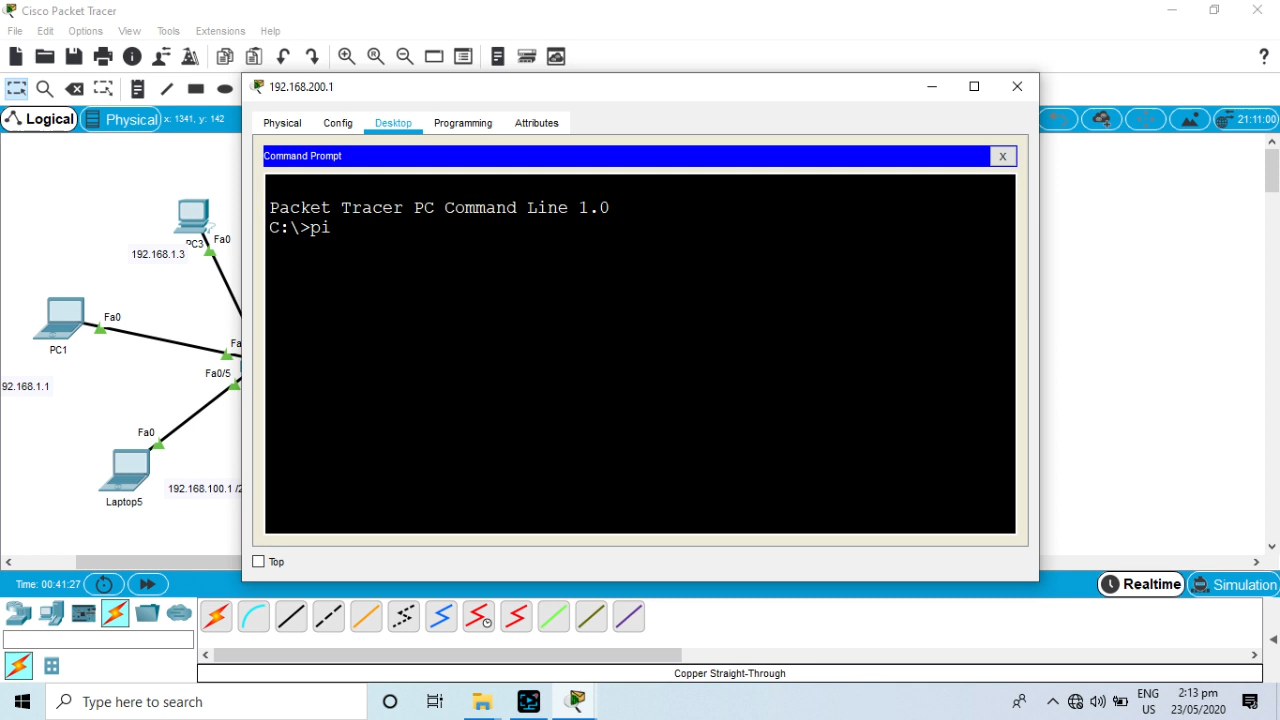 Cisco Packet Tracer
File Edit Options View Tools Extensions Help
Logical
Physical
x: 1341, y: 142
21:11:00
192.168.200.1
Physical Config Desktop Programming Attributes
Command Prompt
X
Packet Tracer PC Command Line 1.0
C:\>pi
Top
PC3
Fa0
192.168.1.3
Fa0
PC1
Fa
Fa0/5
92.168.1.1
Fa0
Laptop5
192.168.100.1 /2
Time: 00:41:27
Realtime
Simulation
Copper Straight-Through
Type here to search
ENG
US
2:13 pm
23/05/2020